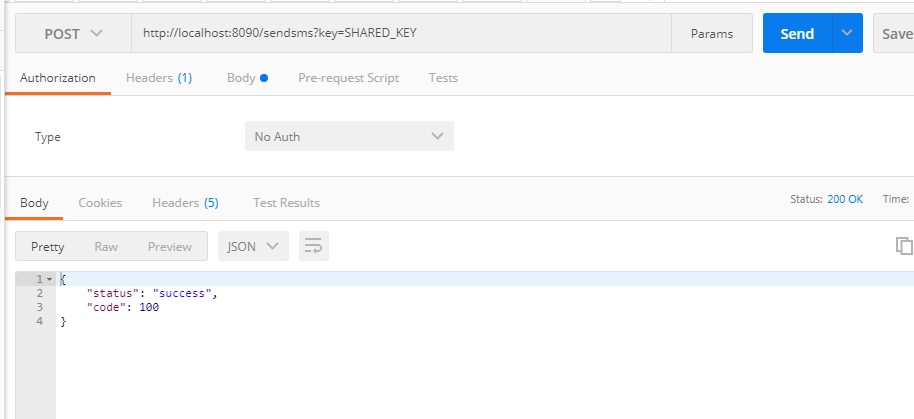 POST http://localhost:8090/sendsms?key=SHARED_KEY Params Send Save
Authorization Headers (1) Body Pre-request Script Tests
Type No Auth
Body Cookies Headers (5) Test Results Status: 200 OK Time:
Pretty Raw Preview JSON
1 {
2 "status": "success",
3 "code": 100
4 }